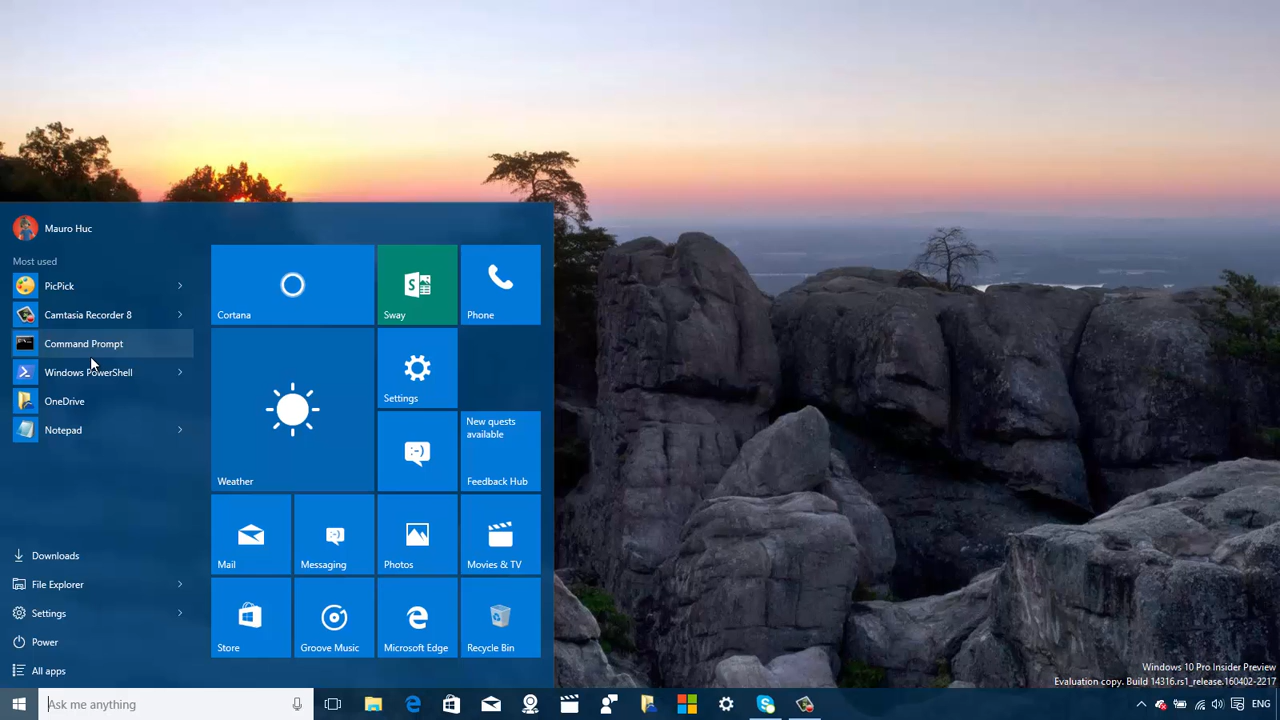 Mauro Huc
Most used
PicPick
Camtasia Recorder 8
Command Prompt
Windows PowerShell
OneDrive
Notepad
Downloads
File Explorer
Settings
Power
All apps
Cortana
Sway
Phone
Weather
Settings
New quests
available
Feedback Hub
Mail
Messaging
Photos
Movies & TV
Store
Groove Music
Microsoft Edge
Recycle Bin
Windows 10 Pro Insider Preview
Evaluation copy. Build 14316.rs1_release.160402-2217
Ask me anything
ENG